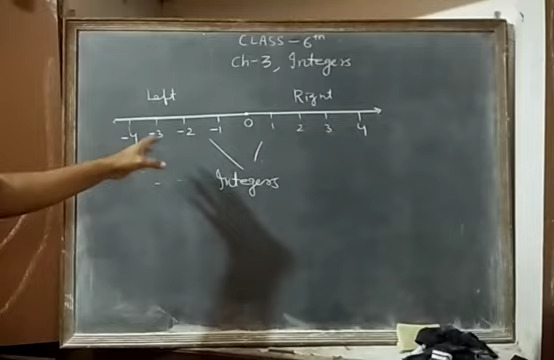 CLASS - 6th
Ch-3, Integers
Left Right
-4 -3 -2 -1 0 1 2 3 4
Integers